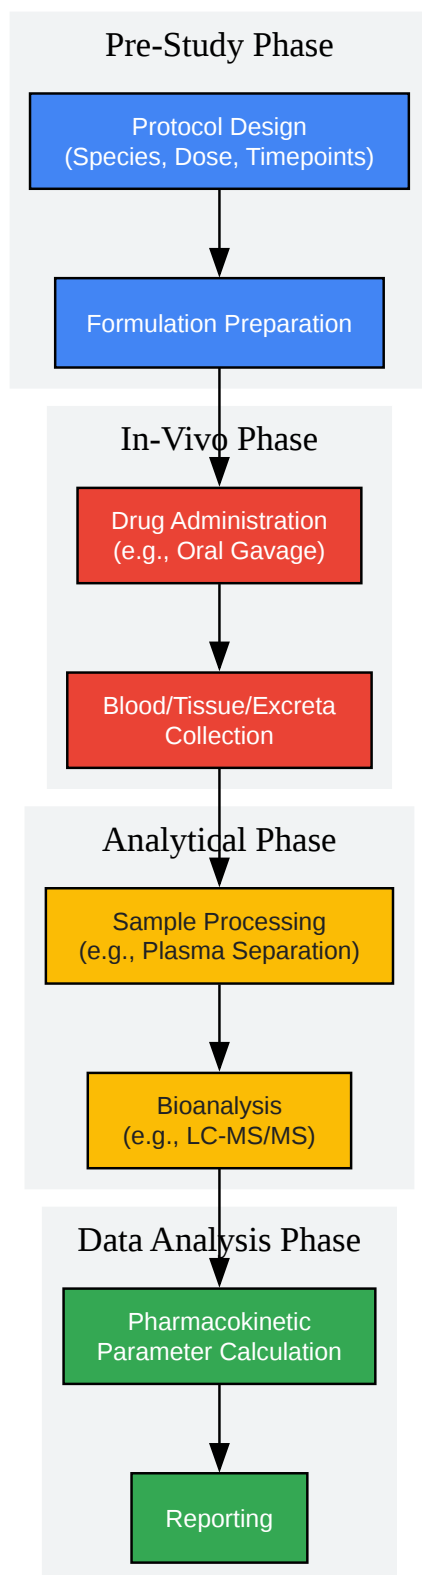 Pre-Study Phase
Protocol Design
(Species, Dose, Timepoints)
Formulation Preparation
In-Vivo Phase
Drug Administration
(e.g., Oral Gavage)
Blood/Tissue/Excreta
Collection
Analytical Phase
Sample Processing
(e.g., Plasma Separation)
Bioanalysis
(e.g., LC-MS/MS)
Data Analysis Phase
Pharmacokinetic
Parameter Calculation
Reporting